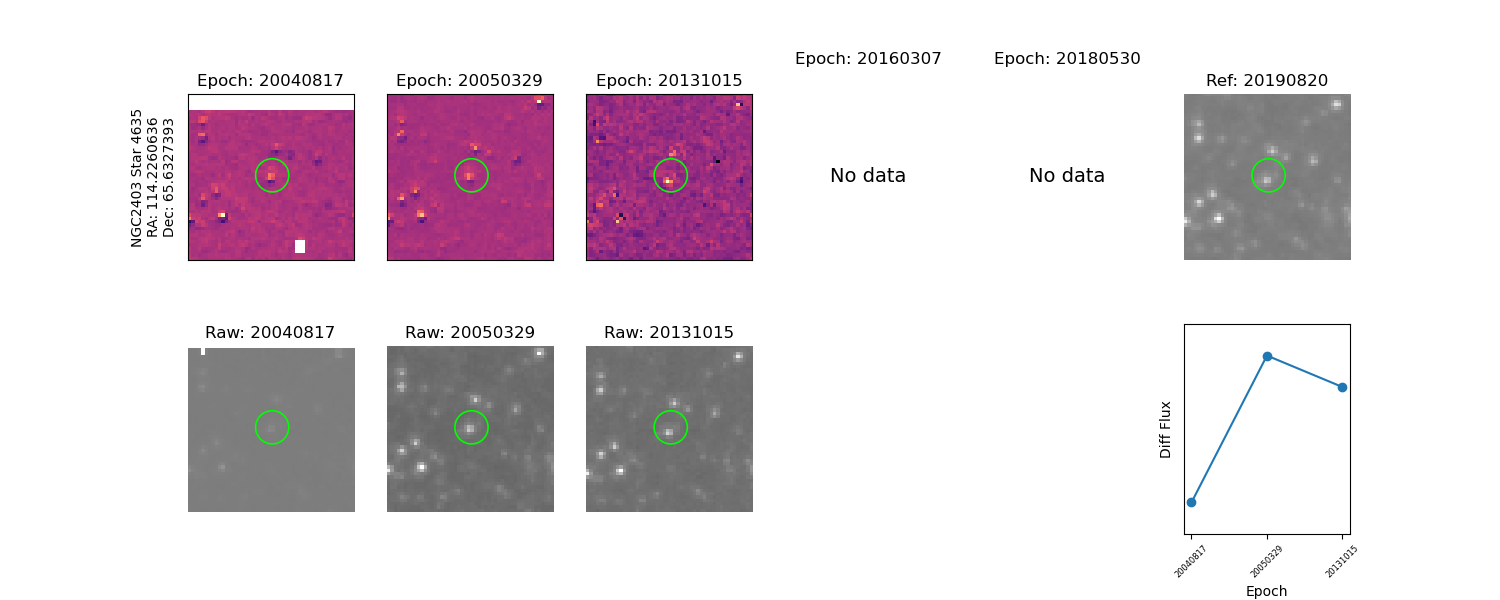 NGC2403 Star 4635
RA: 114.2260636
Dec: 65.6327393
Epoch: 20040817
Epoch: 20050329
Epoch: 20131015
Epoch: 20160307
Epoch: 20180530
Ref: 20190820
No data
No data
Raw: 20040817
Raw: 20050329
Raw: 20131015
Diff Flux
20040817
20050329
20131015
Epoch